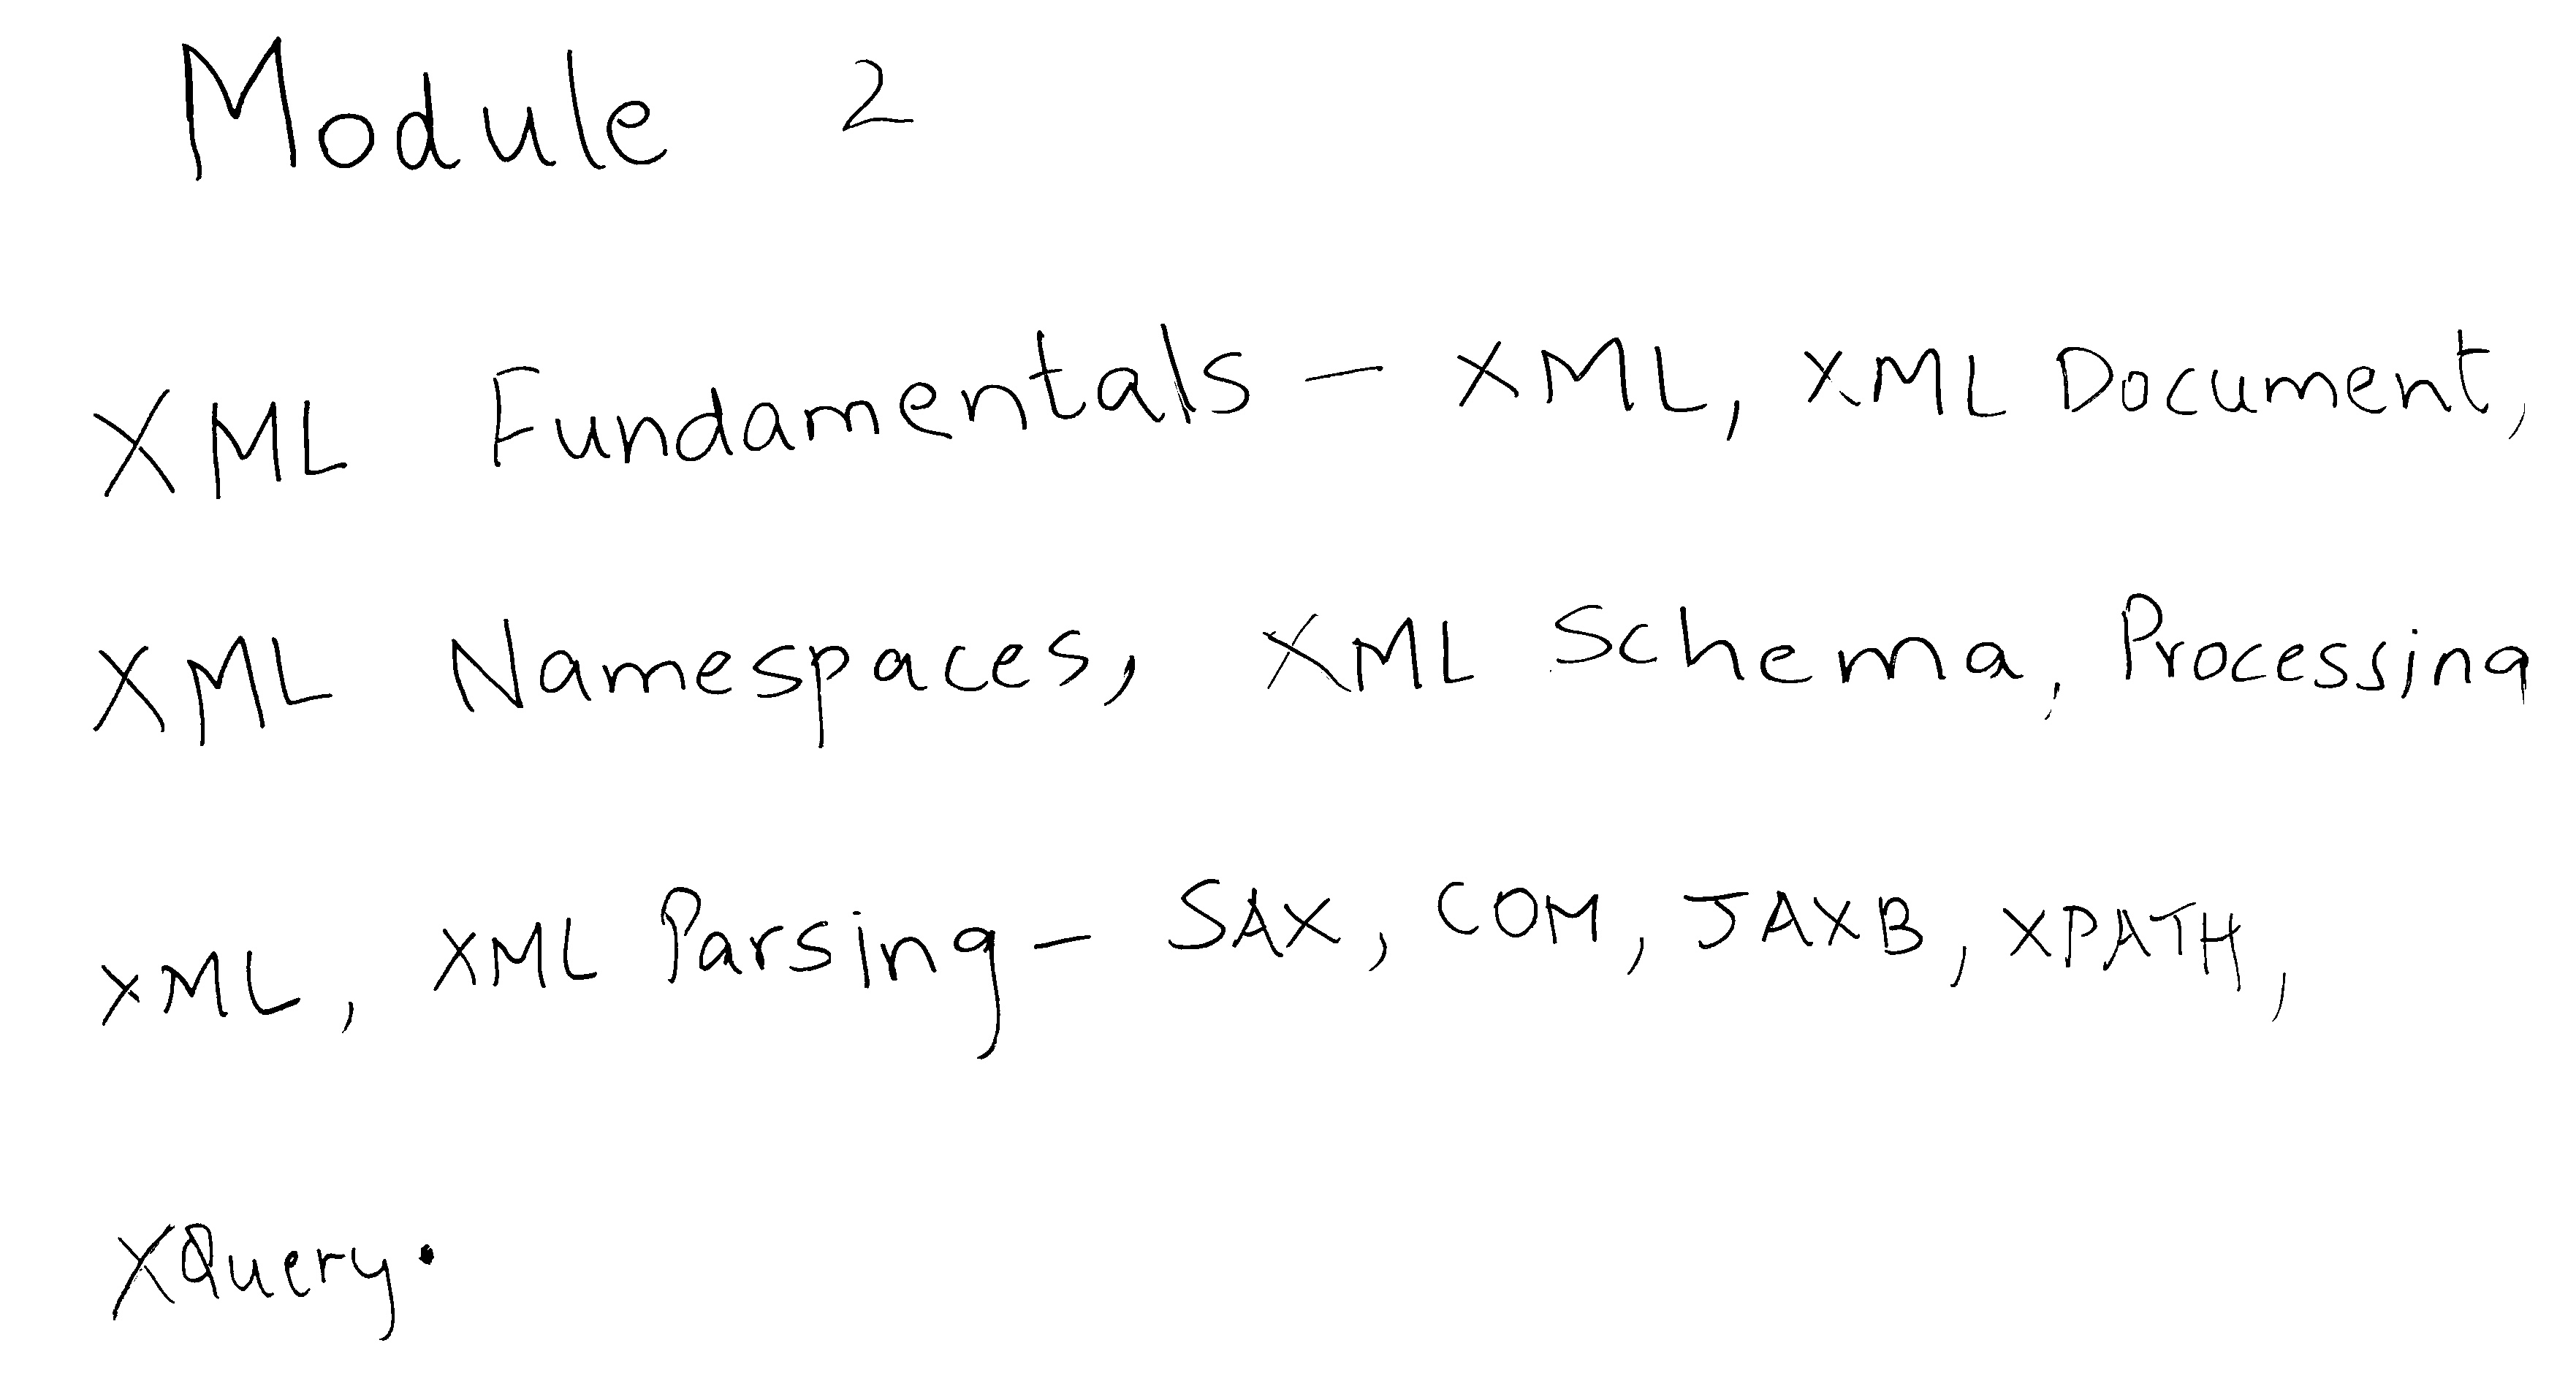 Module 2
XML Fundamentals - XML, XML Document,
XML Namespaces, XML Schema, Processing
XML, XML Parsing - SAX, COM, JAXB, XPATH,
XQuery.